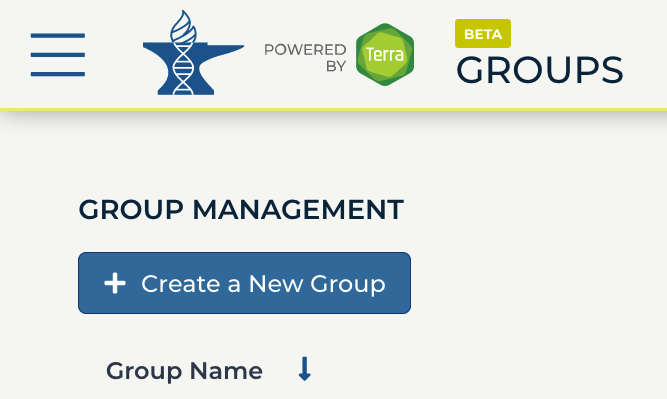 POWERED
BY
Terra
BETA
GROUPS
GROUP MANAGEMENT
+ Create a New Group
Group Name ↓